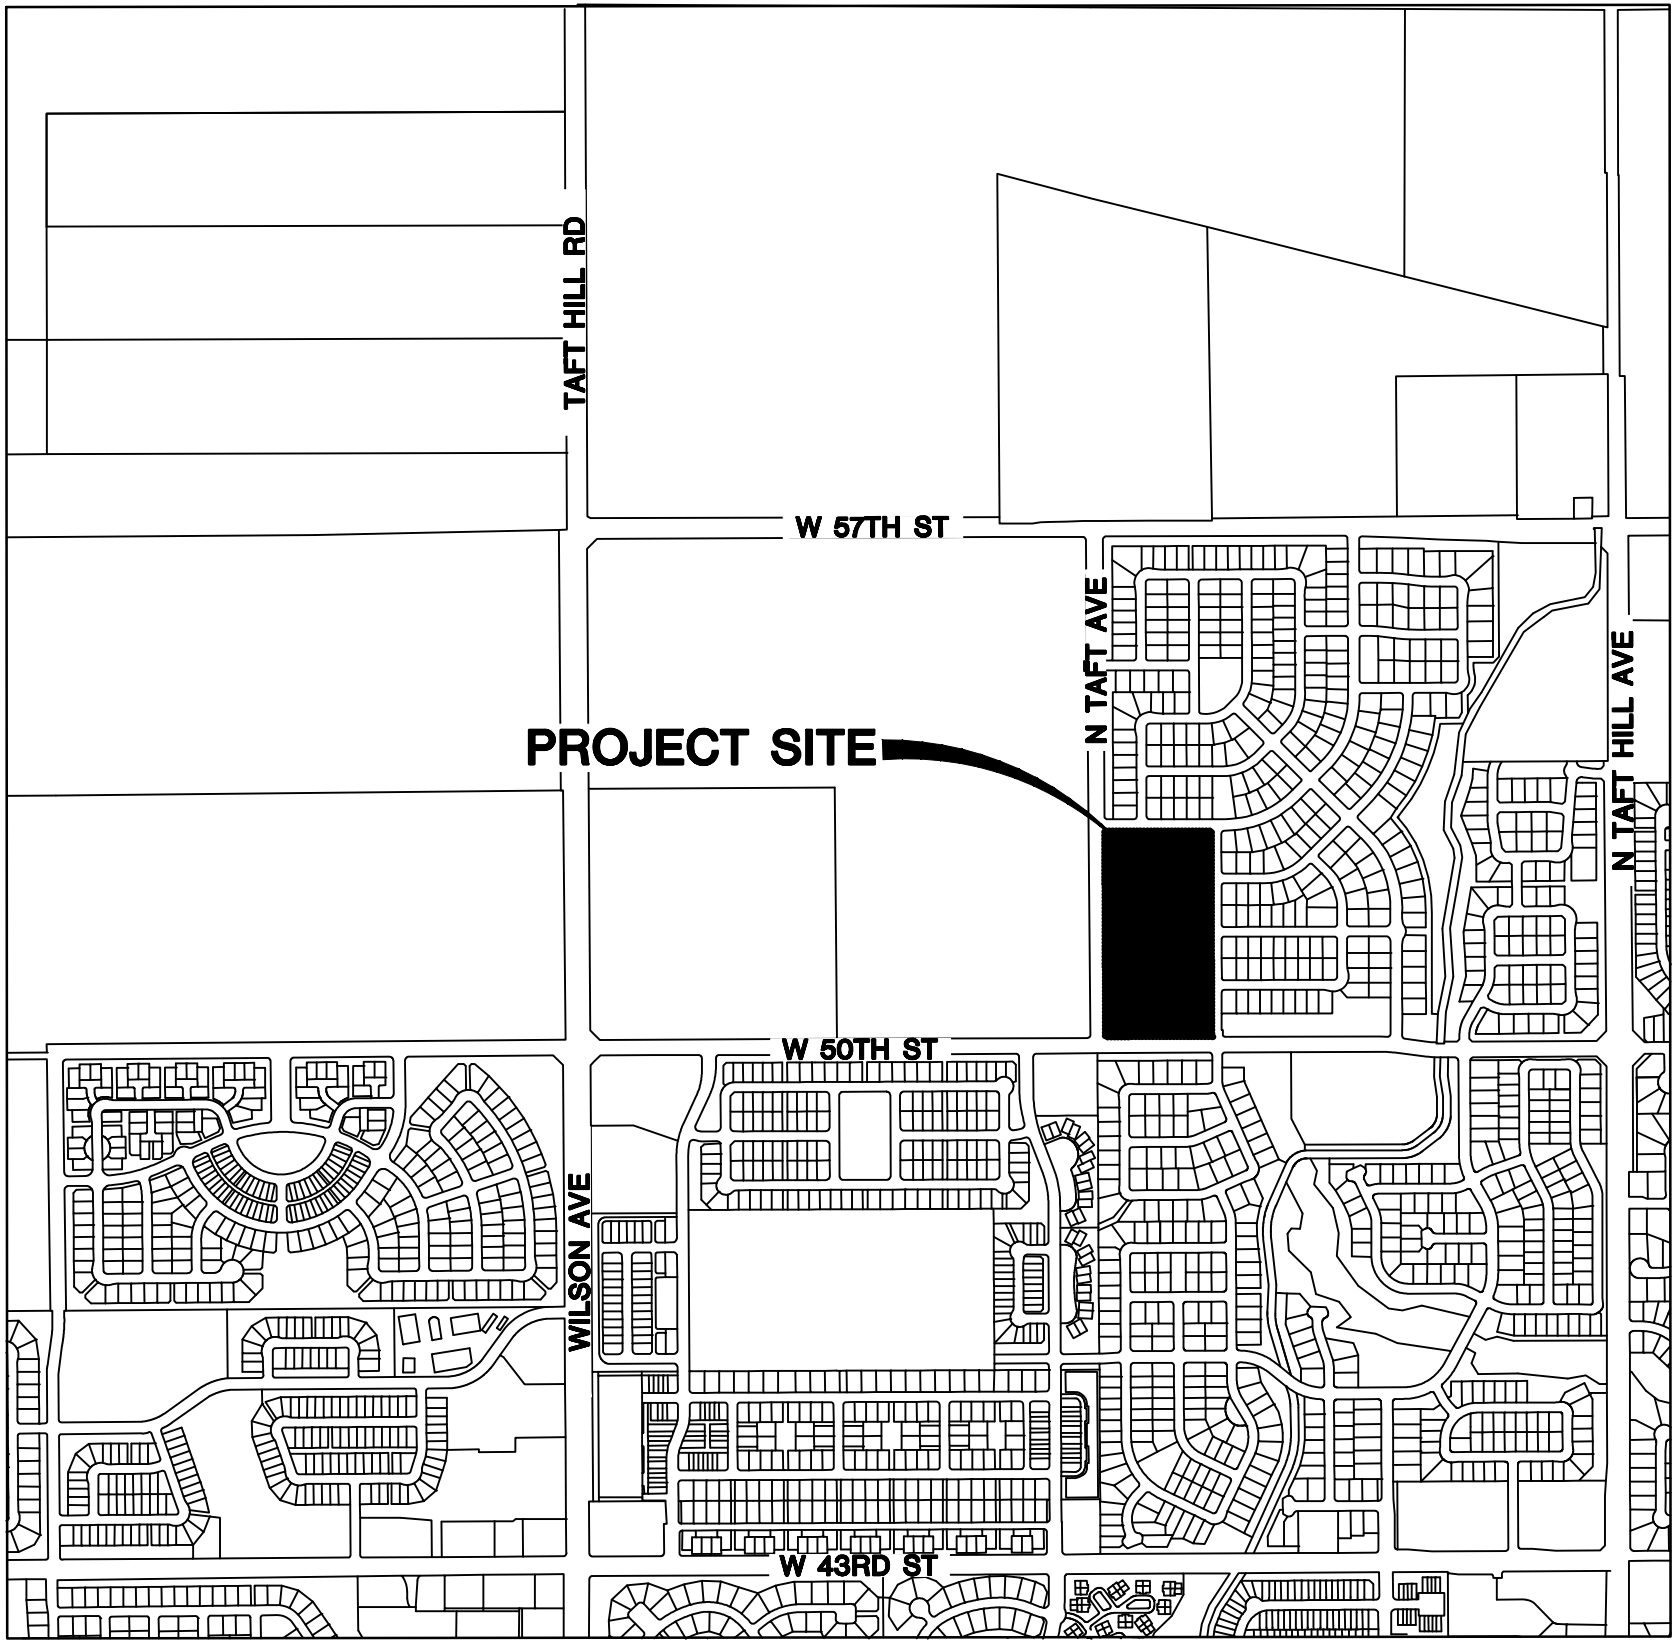 TAFT HILL RD
W 57TH ST
N TAFT AVE
N TAFT HILL AVE
PROJECT SITE
W 50TH ST
WILSON AVE
W 43RD ST